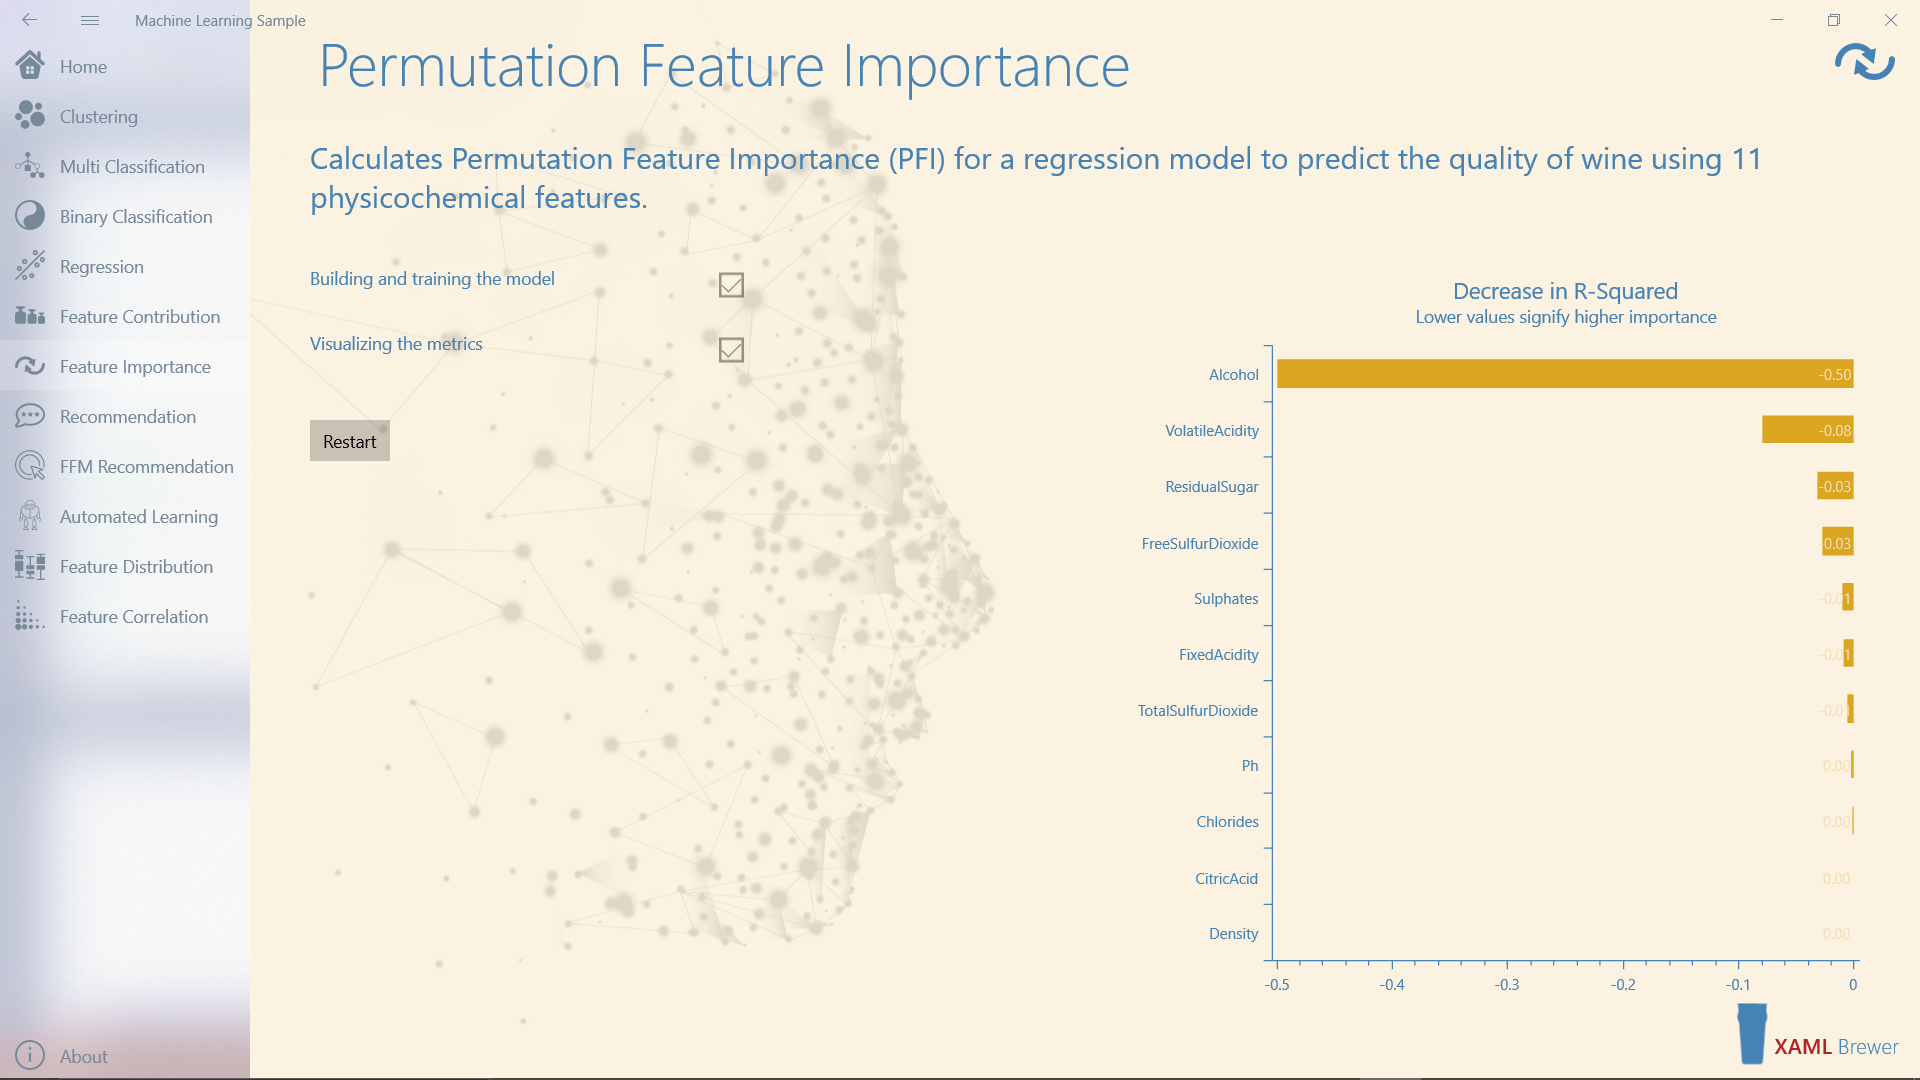 Machine Learning Sample
Home
Clustering
Multi Classification
Binary Classification
Regression
Feature Contribution
Feature Importance
Recommendation
FFM Recommendation
Automated Learning
Feature Distribution
Feature Correlation
About
Permutation Feature Importance
Calculates Permutation Feature Importance (PFI) for a regression model to predict the quality of wine using 11
physicochemical features.
Building and training the model
Visualizing the metrics
Restart
Decrease in R-Squared
Lower values signify higher importance
Alcohol -0.50
VolatileAcidity -0.08
ResidualSugar -0.03
FreeSulfurDioxide -0.03
Sulphates -0.01
FixedAcidity -0.01
TotalSulfurDioxide -0.01
Ph 0.00
Chlorides 0.00
CitricAcid 0.00
Density 0.00
-0.5 -0.4 -0.3 -0.2 -0.1 0
XAML Brewer